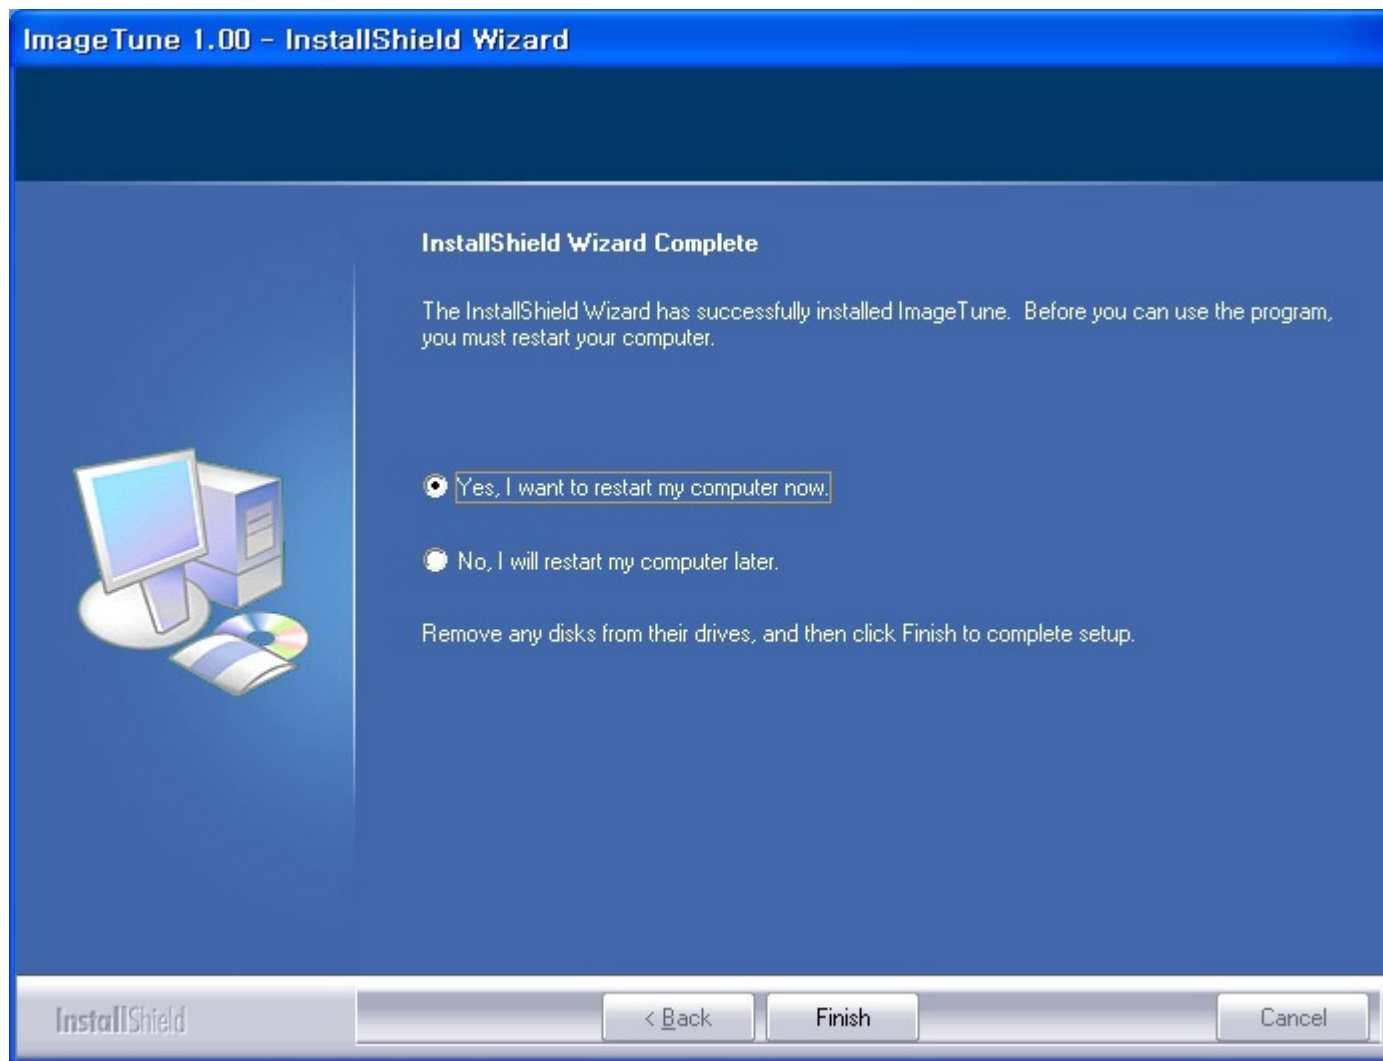 ImageTune 1.00 - InstallShield Wizard
InstallShield Wizard Complete
The InstallShield Wizard has successfully installed ImageTune.  Before you can use the program,
you must restart your computer.
Yes, I want to restart my computer now.
No, I will restart my computer later.
Remove any disks from their drives, and then click Finish to complete setup.
InstallShield
< Back
Finish
Cancel